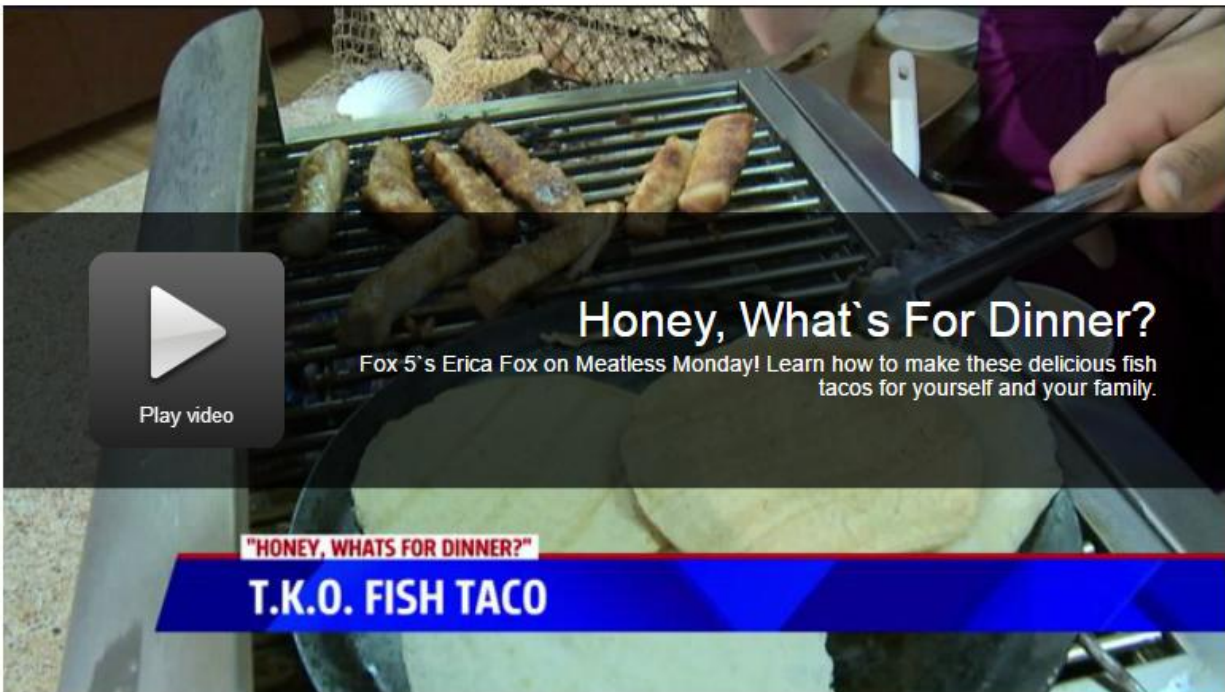 Honey, What`s For Dinner?
Fox 5`s Erica Fox on Meatless Monday! Learn how to make these delicious fish
tacos for yourself and your family.
Play video
"HONEY, WHATS FOR DINNER?"
T.K.O. FISH TACO